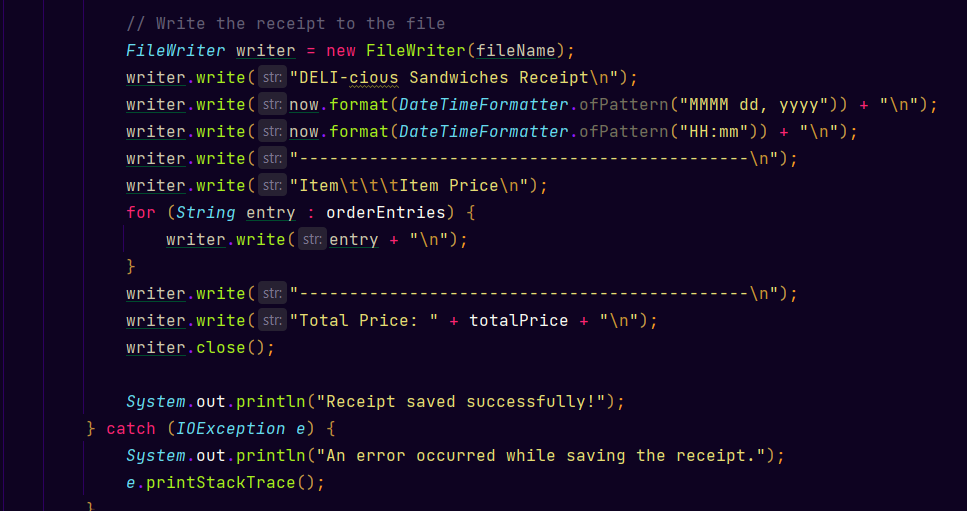 // Write the receipt to the file
FileWriter writer = new FileWriter(fileName);
writer.write( str: "DELI-cious Sandwiches Receipt\n");
writer.write( str: now.format(DateTimeFormatter.ofPattern("MMMM dd, yyyy")) + "\n");
writer.write( str: now.format(DateTimeFormatter.ofPattern("HH:mm")) + "\n");
writer.write( str: "---------------------------------------------\n");
writer.write( str: "Item\t\t\tItem Price\n");
for (String entry : orderEntries) {
writer.write( str: entry + "\n");
}
writer.write( str: "---------------------------------------------\n");
writer.write( str: "Total Price: " + totalPrice + "\n");
writer.close();
System.out.println("Receipt saved successfully!");
} catch (IOException e) {
System.out.println("An error occurred while saving the receipt.");
e.printStackTrace();
}